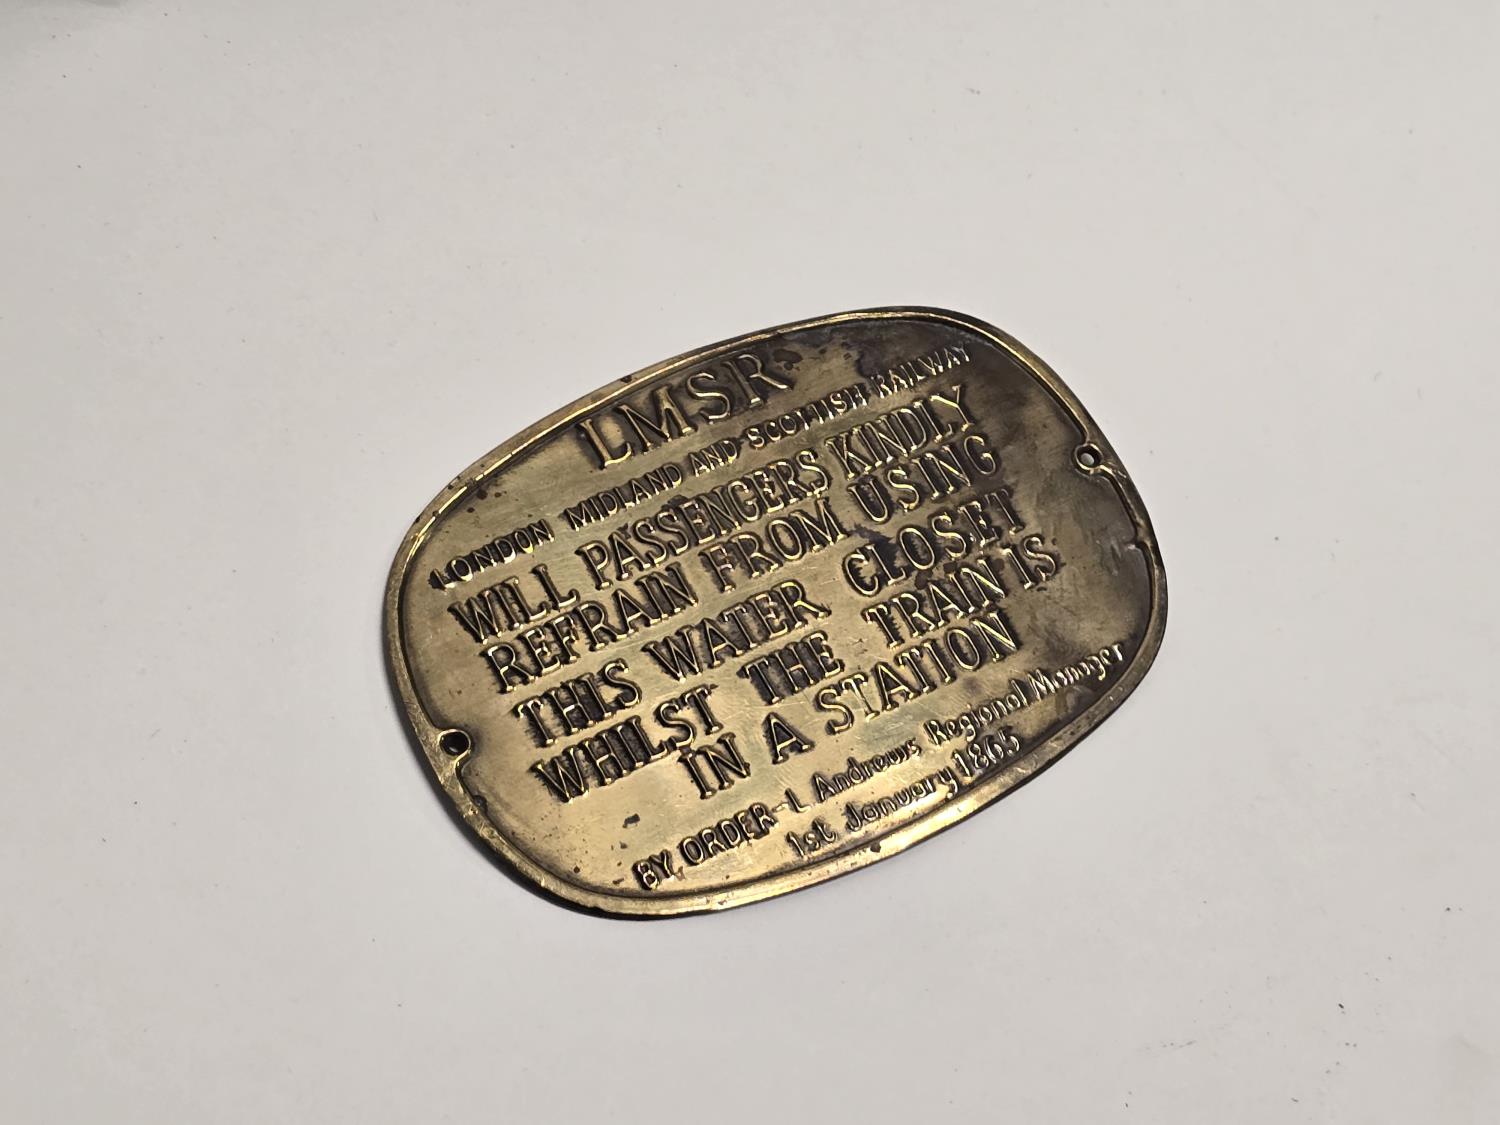 LMSR
LONDON MIDLAND AND SCOTTISH RAILWAY
WILL PASSENGERS KINDLY
REFRAIN FROM USING
THIS WATER CLOSET
WHILST THE TRAIN IS
IN A STATION
BY ORDER-L Andrews Regional Manager
1st January 1865